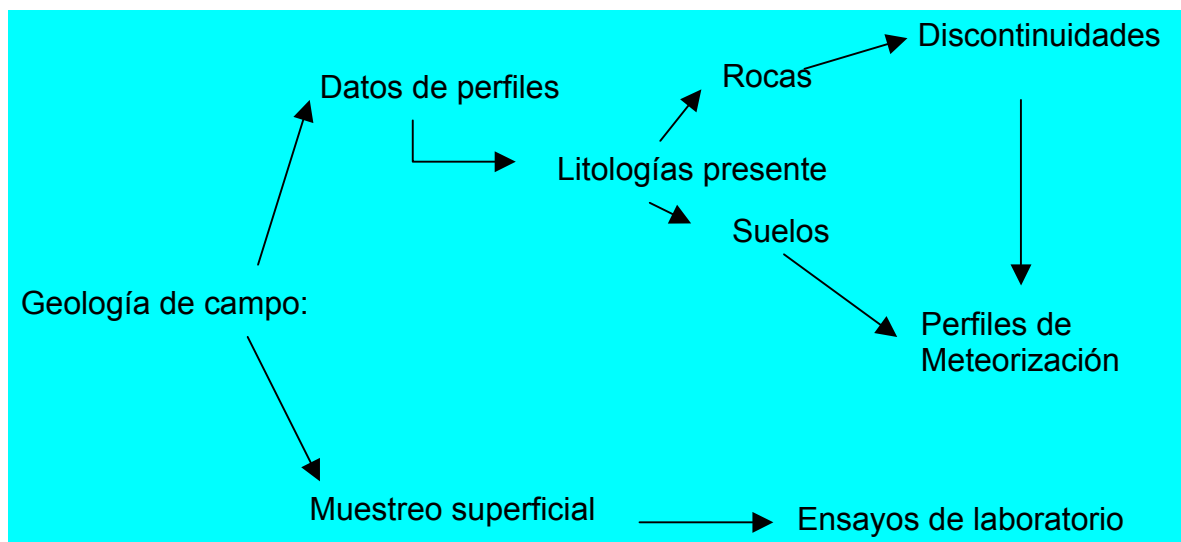 Discontinuidades
Rocas
Datos de perfiles
Litologías presente
Suelos
Geología de campo:
Perfiles de
Meteorización
Muestreo superficial
Ensayos de laboratorio